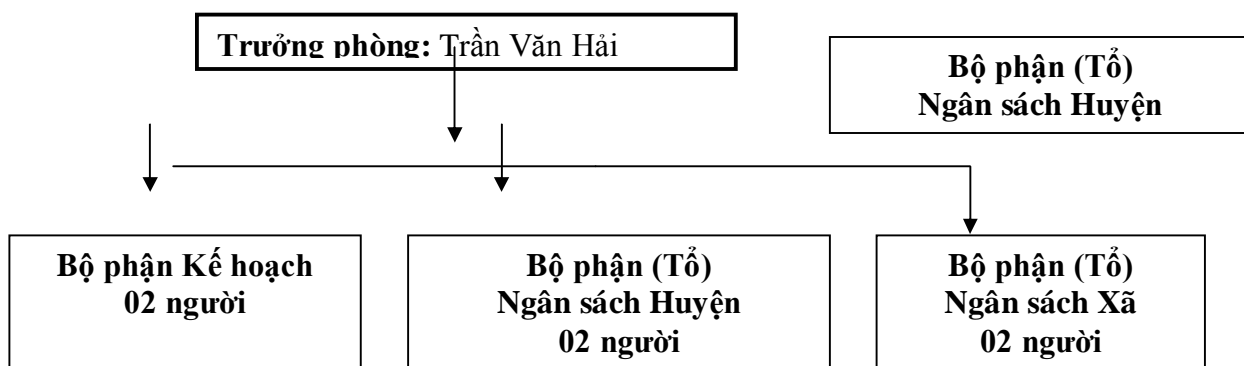 Trưởng phòng: Trần Văn Hải
Bộ phận (Tổ)
Ngân sách Huyện
Bộ phận Kế hoạch
02 người
Bộ phận (Tổ)
Ngân sách Huyện
02 người
Bộ phận (Tổ)
Ngân sách Xã
02 người